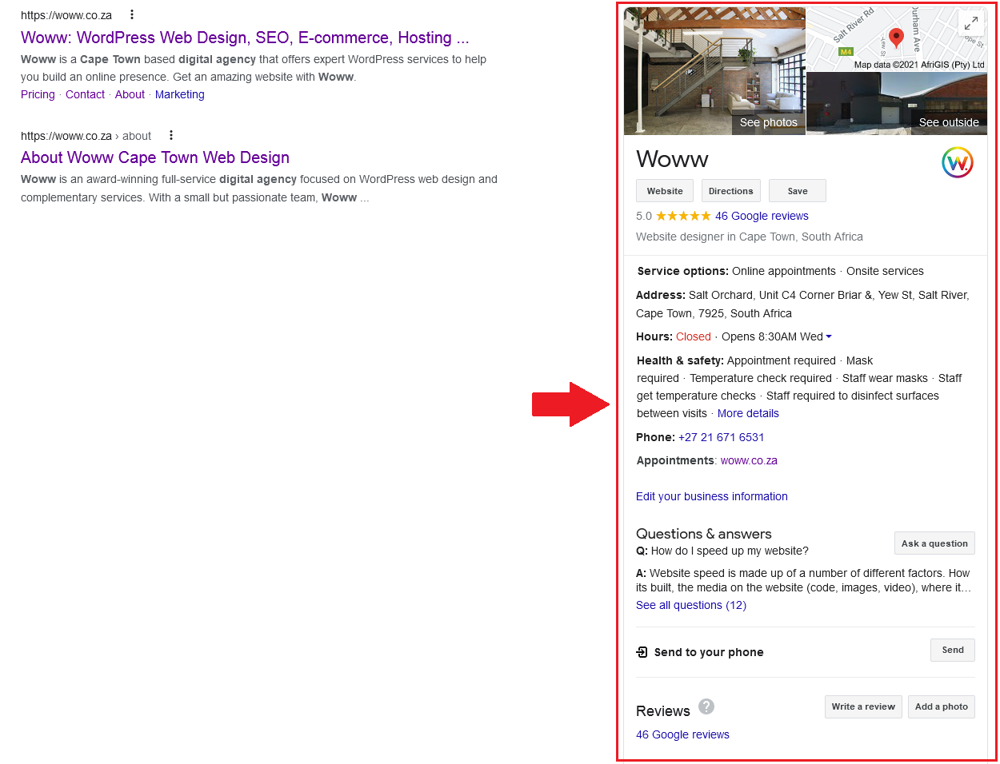 https://woww.co.za
Woww: WordPress Web Design, SEO, E-commerce, Hosting ...
Woww is a Cape Town based digital agency that offers expert WordPress services to help
you build an online presence. Get an amazing website with Woww.
Pricing · Contact · About · Marketing
https://woww.co.za › about
About Woww Cape Town Web Design
Woww is an award-winning full-service digital agency focused on WordPress web design and
complementary services. With a small but passionate team, Woww ...
Salt River Rd
Durham Ave
Lew St
ope St
M4
Map data ©2021 AfriGIS (Pty) Ltd
See photos
See outside
Woww
W.
Website
Directions
Save
5.0 ★★★★★ 46 Google reviews
Website designer in Cape Town, South Africa
Service options: Online appointments · Onsite services
Address: Salt Orchard, Unit C4 Corner Briar &, Yew St, Salt River,
Cape Town, 7925, South Africa
Hours: Closed · Opens 8:30AM Wed
Health & safety: Appointment required · Mask
required · Temperature check required · Staff wear masks · Staff
get temperature checks · Staff required to disinfect surfaces
between visits · More details
Phone: +27 21 671 6531
Appointments: woww.co.za
Edit your business information
Questions & answers
Ask a question
Q: How do I speed up my website?
A: Website speed is made up of a number of different factors. How
its built, the media on the website (code, images, video), where it…
See all questions (12)
Send to your phone
Send
Reviews ?
Write a review
Add a photo
46 Google reviews